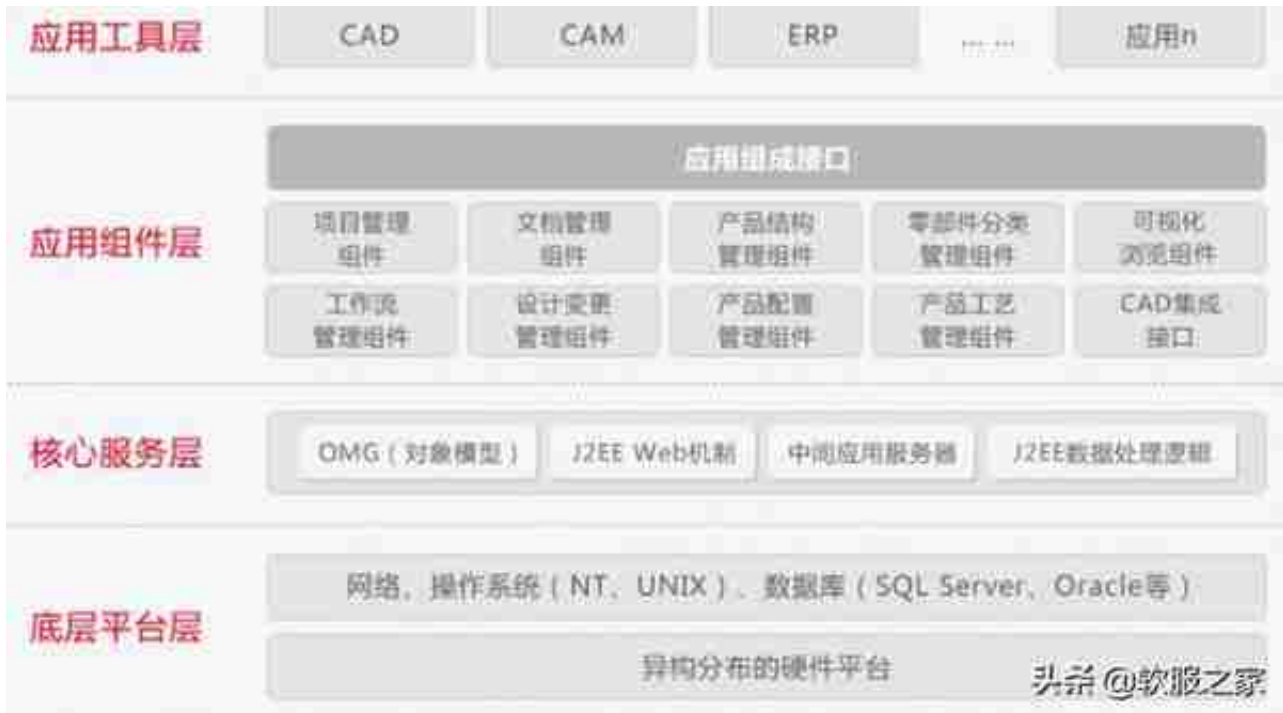 应用工具层
CAD
CAM
ERP
... ...
应用n
应用组成接口
应用组件层
项目管理
组件
文档管理
组件
产品结构
管理组件
零部件分类
管理组件
可视化
浏览组件
工作流
管理组件
设计变更
管理组件
产品配置
管理组件
产品工艺
管理组件
CAD集成
接口
核心服务层
OMG（对象模型）
J2EE Web机制
中间应用服务器
J2EE数据处理逻辑
底层平台层
网络、操作系统（NT、UNIX）、数据库（SQL Server、Oracle等）
异构分布的硬件平台
头条 @软服之家